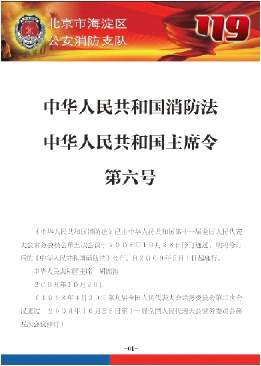 北京市海淀区
公安消防支队
119
中华人民共和国消防法
中华人民共和国主席令
第六号
《中华人民共和国消防法》已由中华人民共和国第十一届全国人民代表
大会常务委员会第五次会议于2008年10月28日修订通过，现将修订
后的《中华人民共和国消防法》公布，自2009年5月1日起施行。
中华人民共和国主席 胡锦涛
2008年10月28日
（1998年4月29日第九届全国人民代表大会常务委员会第二次会
议通过 2008年10月28日第十一届全国人民代表大会常务委员会第
五次会议修订）
-01-